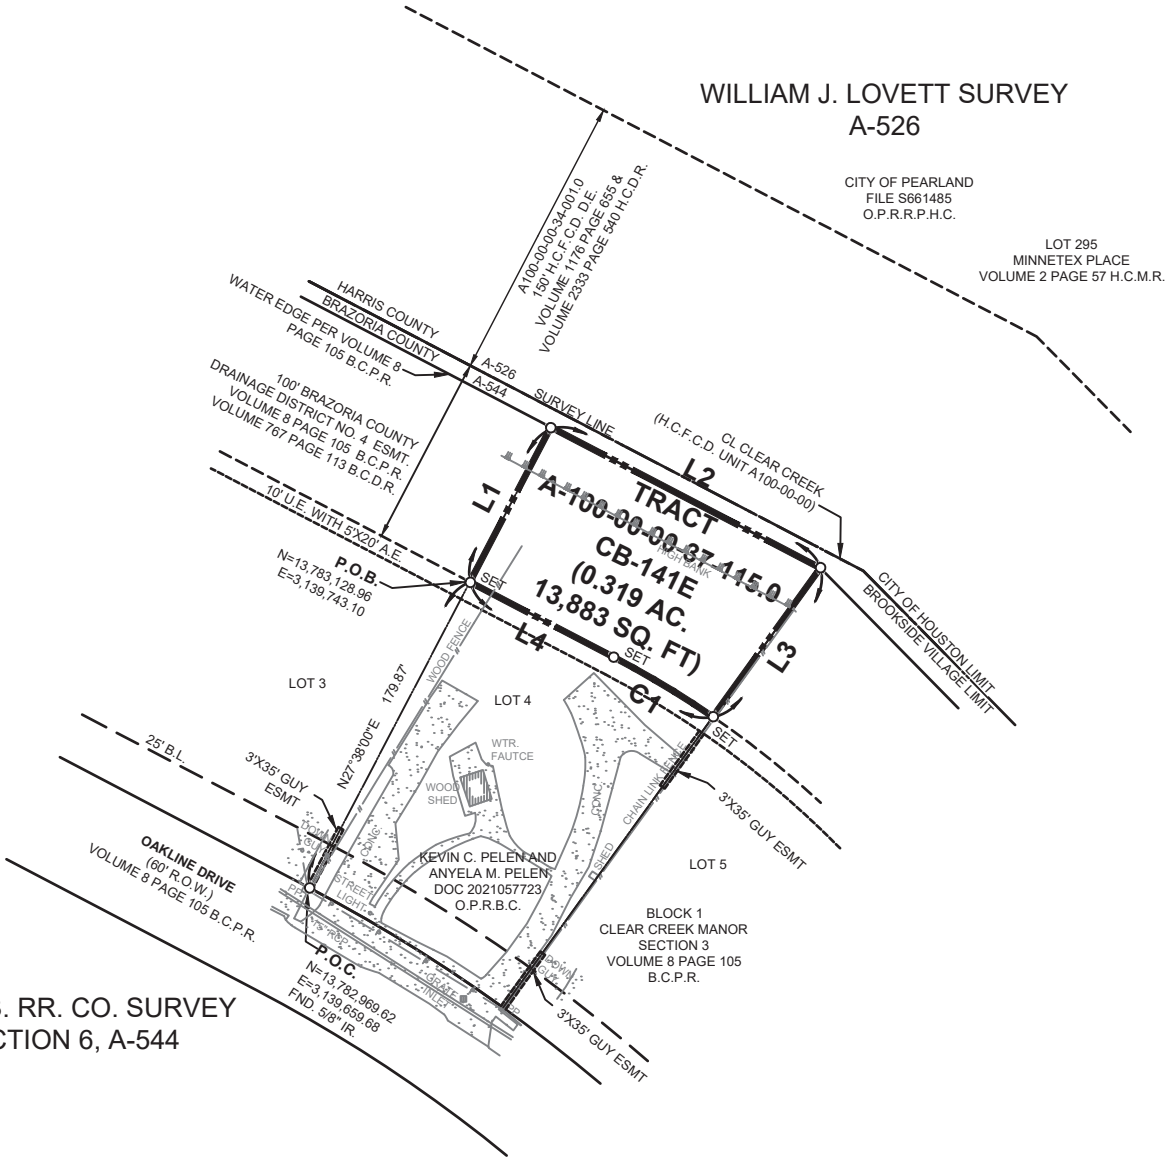 WILLIAM J. LOVETT SURVEY
A-526
CITY OF PEARLAND
FILE S661485
O.P.R.R.P.H.C.
LOT 295
MINNETEX PLACE
VOLUME 2 PAGE 57 H.C.M.R.
A100-00-00-34-001.0
150' H.C.F.C.D. D.E.
VOLUME 1176 PAGE 655 &
VOLUME 2333 PAGE 540 H.C.D.R.
HARRIS COUNTY
BRAZORIA COUNTY
WATER EDGE PER VOLUME 8
PAGE 105 B.C.P.R.
A-526
A-544
SURVEY LINE
100' BRAZORIA COUNTY
DRAINAGE DISTRICT NO. 4 ESMT.
VOLUME 8 PAGE 105 B.C.P.R.
VOLUME 767 PAGE 113 B.C.D.R.
CL CLEAR CREEK
(H.C.F.C.D. UNIT A100-00-00)
L2
L1
TRACT
A-100-00-00-37-115.0
CB-141E
(0.319 AC.
13,883 SQ. FT)
HIGH BANK
10' U.E. WITH 5'X20' A.E.
P.O.B.
N=13,783,128.96
E=3,139,743.10
SET
L4
SET
C1
L3
SET
CITY OF HOUSTON LIMIT
BROOKSIDE VILLAGE LIMIT
WOOD FENCE
LOT 3
N27°38'00"E 179.87'
LOT 4
WTR.
FAUTCE
WOOD
SHED
CONC.
CONC.
CHAIN LINK FENCE
SHED
3'X35' GUY ESMT
25' B.L.
3'X35' GUY
ESMT
DOWN
GUY
OAKLINE DRIVE
(60' R.O.W.)
VOLUME 8 PAGE 105 B.C.P.R.
KEVIN C. PELEN AND
ANYELA M. PELEN
DOC 2021057723
O.P.R.B.C.
LOT 5
BLOCK 1
CLEAR CREEK MANOR
SECTION 3
VOLUME 8 PAGE 105
B.C.P.R.
PP
STREET
LIGHT
RCP
P.O.C.
N=13,782,969.62
E=3,139,659.68
FND. 5/8" IR.
GRATE
INLET
DOWN
GUY
PP
3'X35' GUY ESMT
. RR. CO. SURVEY
CTION 6, A-544